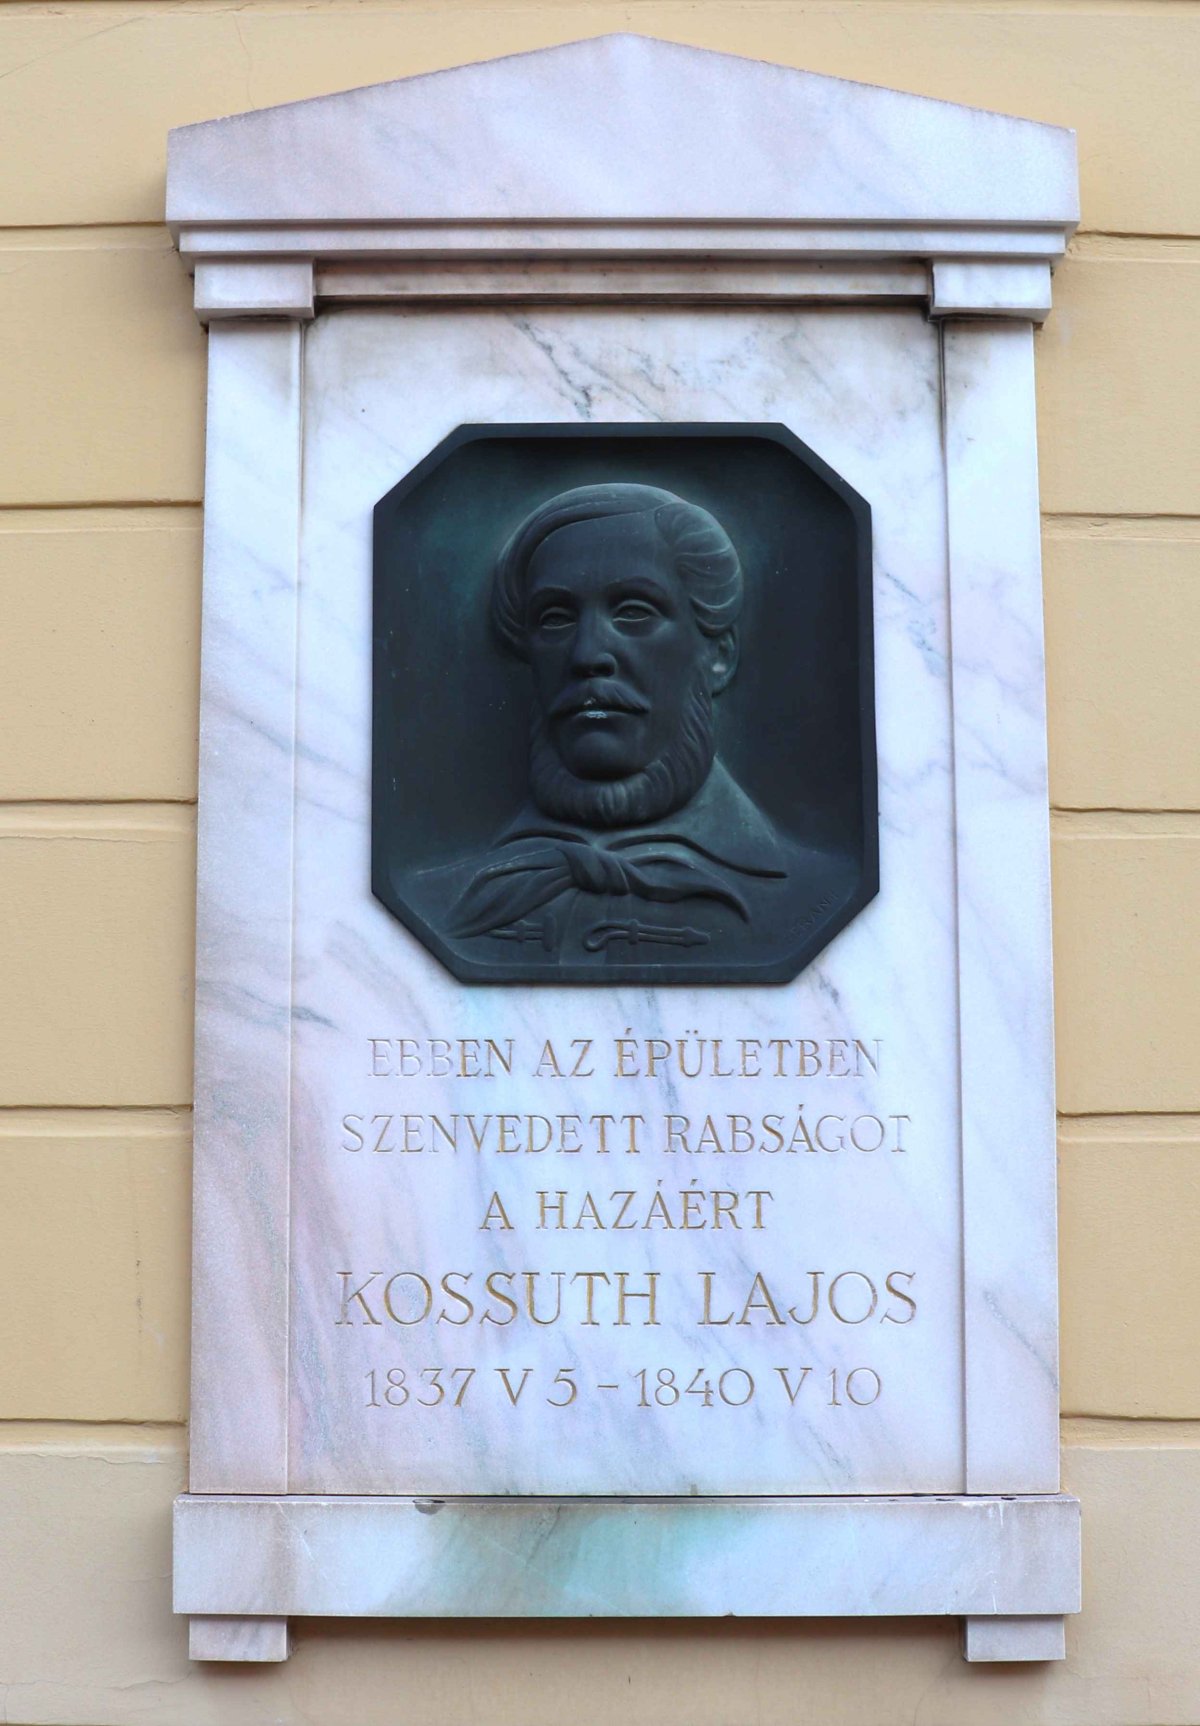 EBBEN AZ ÉPÜLETBEN
SZENVEDETT RABSÁGOT
A HAZÁÉRT
KOSSUTH LAJOS
1837 V 5 - 1840 V 10